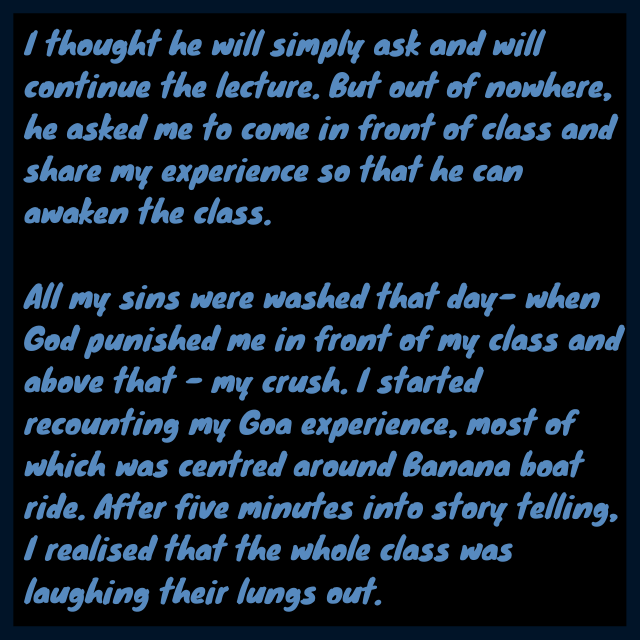 I thought he will simply ask and will
continue the lecture. But out of nowhere,
he asked me to come in front of class and
share my experience so that he can
awaken the class.
All my sins were washed that day– when
God punished me in front of my class and
above that – my crush. I started
recounting my Goa experience, most of
which was centred around Banana boat
ride. After five minutes into story telling,
I realised that the whole class was
laughing their lungs out.